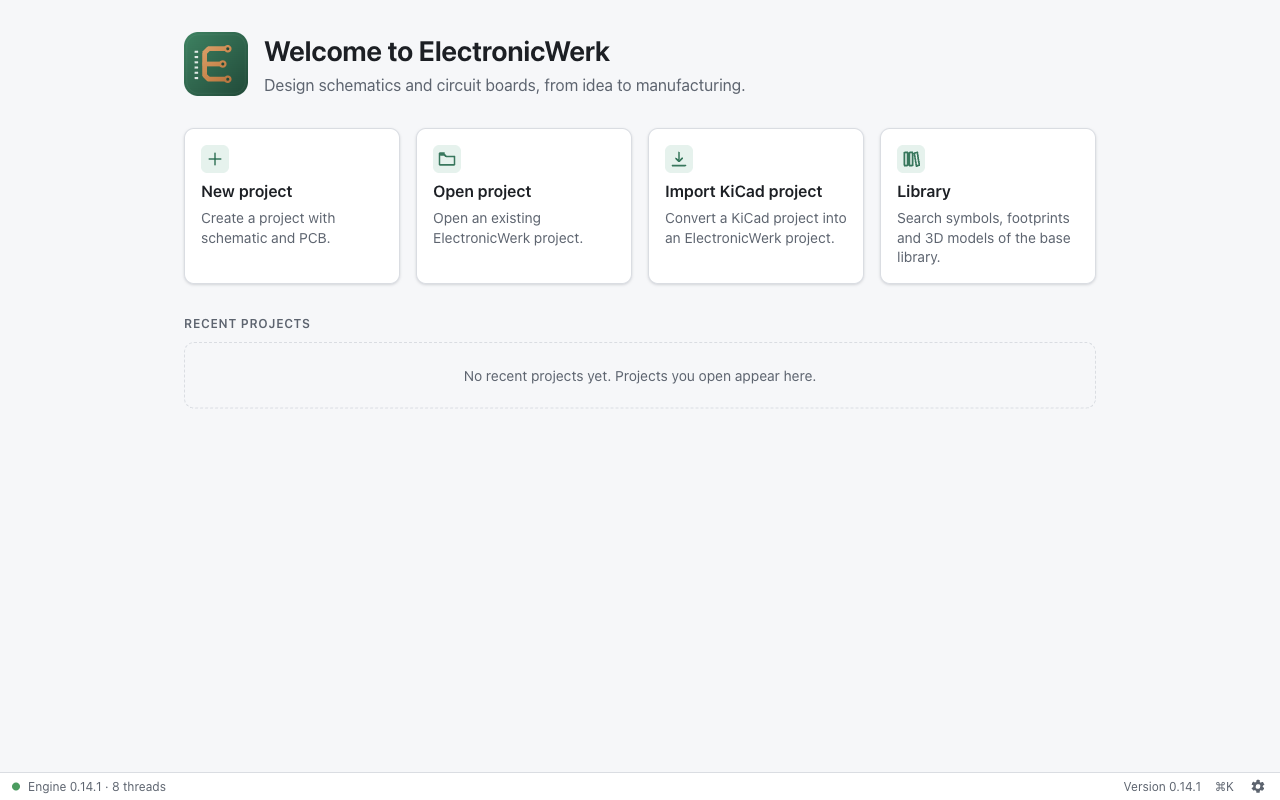 Welcome to ElectronicWerk
Design schematics and circuit boards, from idea to manufacturing.
New project
Create a project with
schematic and PCB.
Open project
Open an existing
ElectronicWerk project.
Import KiCad project
Convert a KiCad project into
an ElectronicWerk project.
Library
Search symbols, footprints
and 3D models of the base
library.
RECENT PROJECTS
No recent projects yet. Projects you open appear here.
Engine 0.14.1 · 8 threads
Version 0.14.1 ⌘K